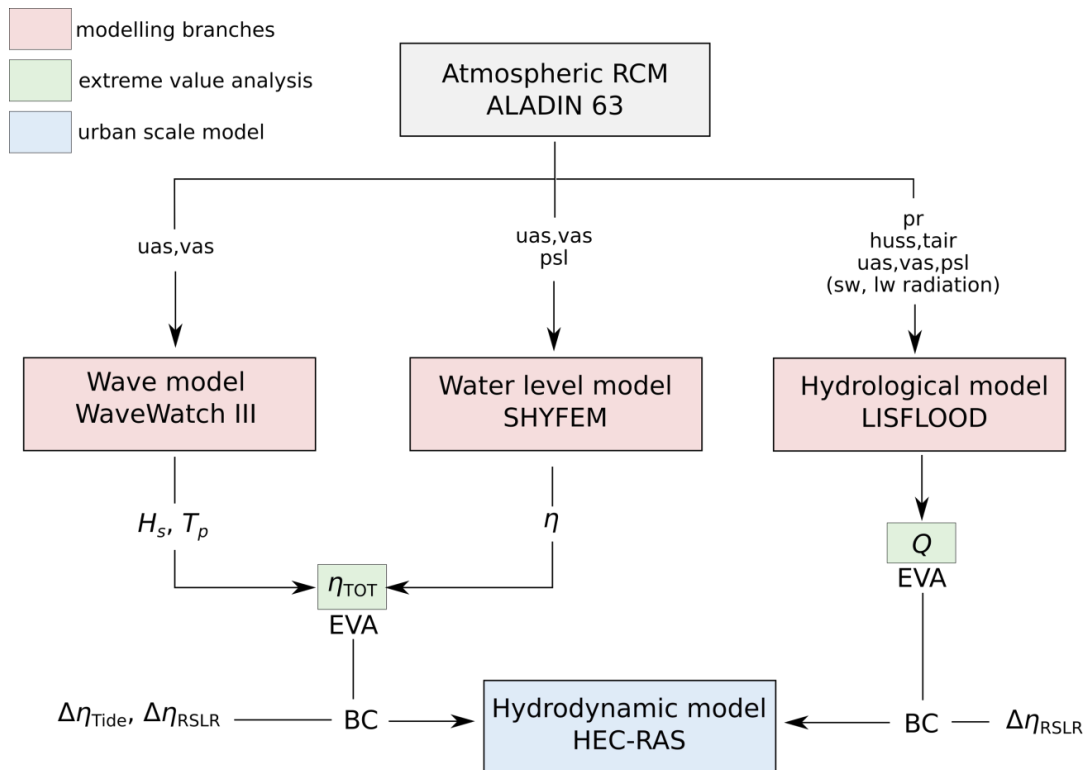 modelling branches
extreme value analysis
urban scale model
Atmospheric RCM
ALADIN 63
uas,vas
uas,vas
psl
pr
huss,tair
uas,vas,psl
(sw, lw radiation)
Wave model
WaveWatch III
Water level model
SHYFEM
Hydrological model
LISFLOOD
Hs, Tp
η
Q
EVA
ηTOT
EVA
ΔηTide, ΔηRSLR
BC
Hydrodynamic model
HEC-RAS
BC
ΔηRSLR